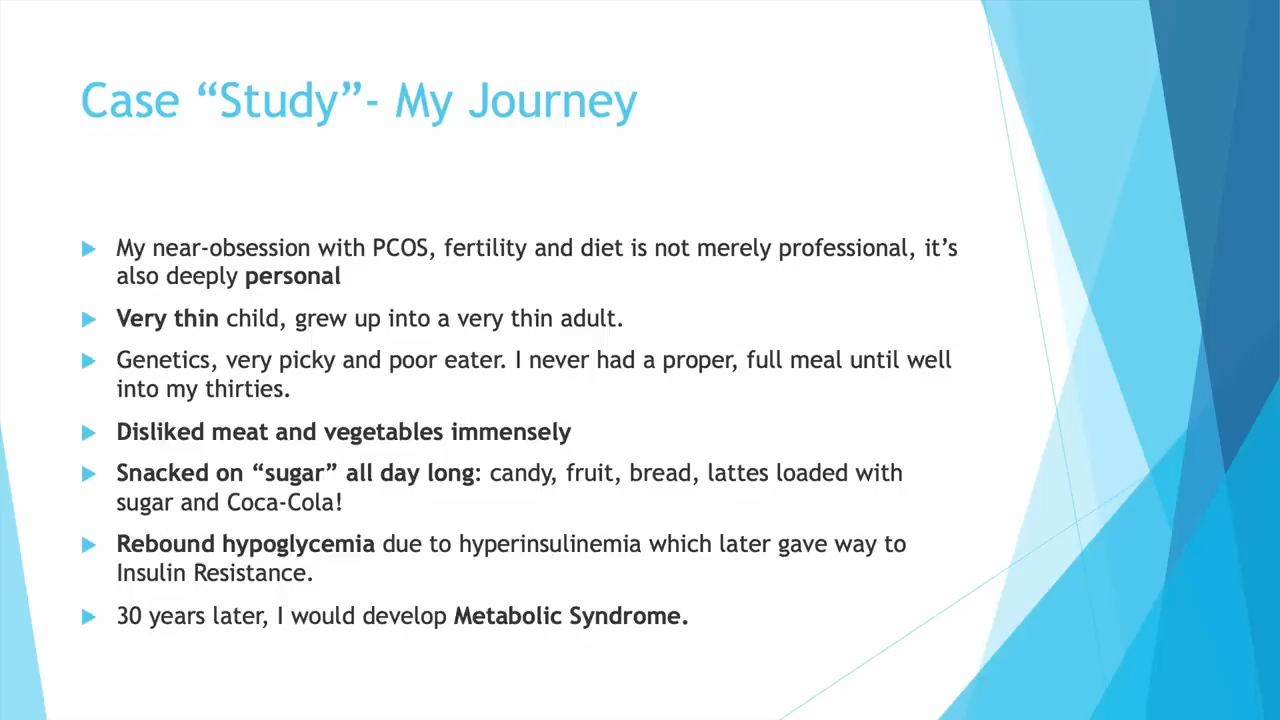 Case “Study”- My Journey
My near-obsession with PCOS, fertility and diet is not merely professional, it’s
also deeply personal
Very thin child, grew up into a very thin adult.
Genetics, very picky and poor eater. I never had a proper, full meal until well
into my thirties.
Disliked meat and vegetables immensely
Snacked on “sugar” all day long: candy, fruit, bread, lattes loaded with
sugar and Coca-Cola!
Rebound hypoglycemia due to hyperinsulinemia which later gave way to
Insulin Resistance.
30 years later, I would develop Metabolic Syndrome.